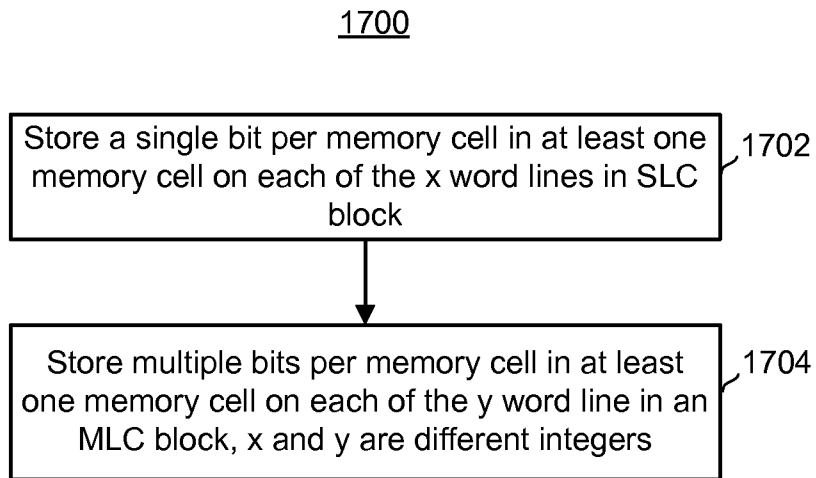 1700
Store a single bit per memory cell in at least one
memory cell on each of the x word lines in SLC
block
1702
Store multiple bits per memory cell in at least
one memory cell on each of the y word line in an
MLC block, x and y are different integers
1704